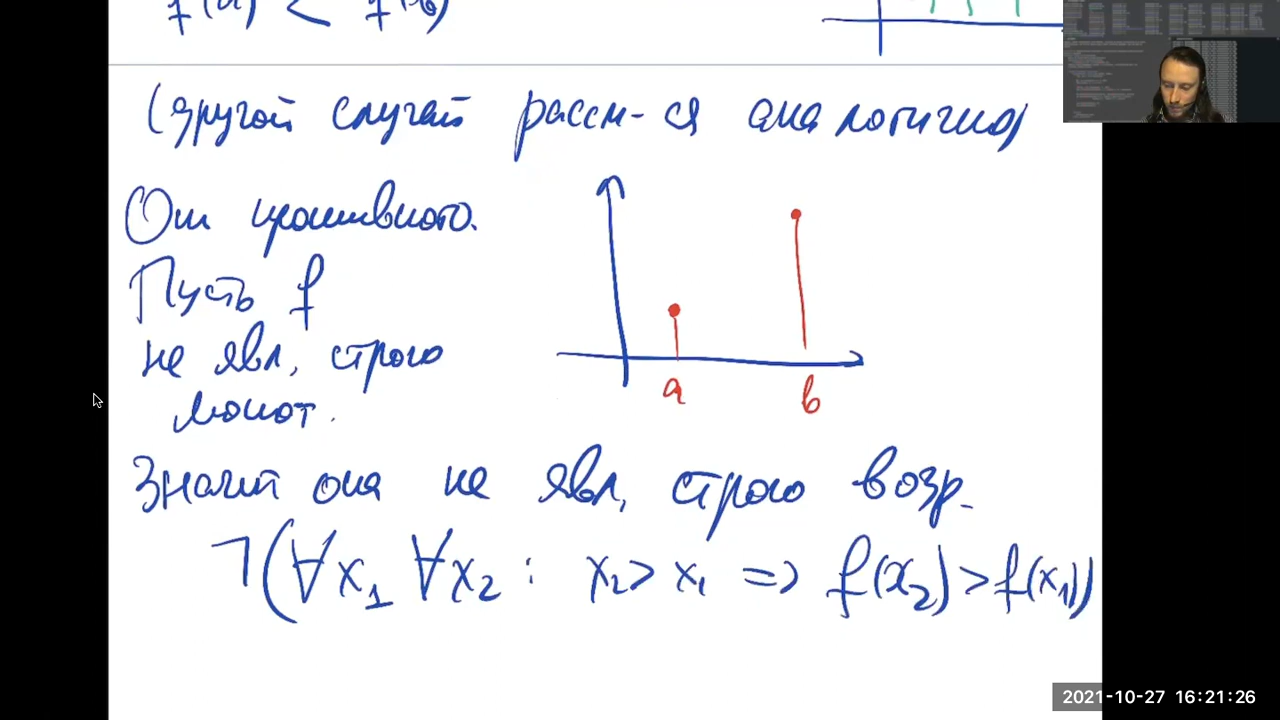 f(a) < f(b)
(другой случай рассм-ся аналогично)
От противного.
Пусть f
не явл. строго
монот.
a b
Значит она не явл. строго возр.
¬(∀x₁ ∀x₂ : x₂ > x₁ => f(x₂) > f(x₁))
2021-10-27 16:21:26